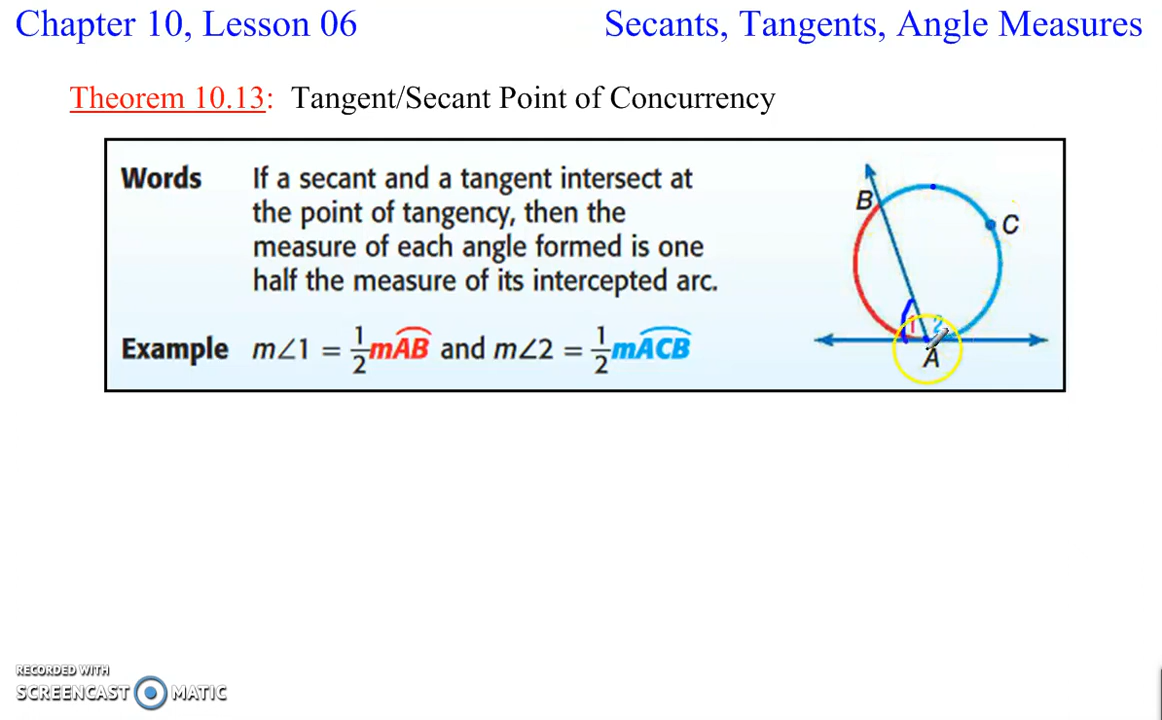 Chapter 10, Lesson 06
Secants, Tangents, Angle Measures
Theorem 10.13: Tangent/Secant Point of Concurrency
Words If a secant and a tangent intersect at
the point of tangency, then the
measure of each angle formed is one
half the measure of its intercepted arc.
Example m∠1 = 1/2 mAB and m∠2 = 1/2 mACB
B
C
1 2
A
RECORDED WITH
SCREENCAST MATIC